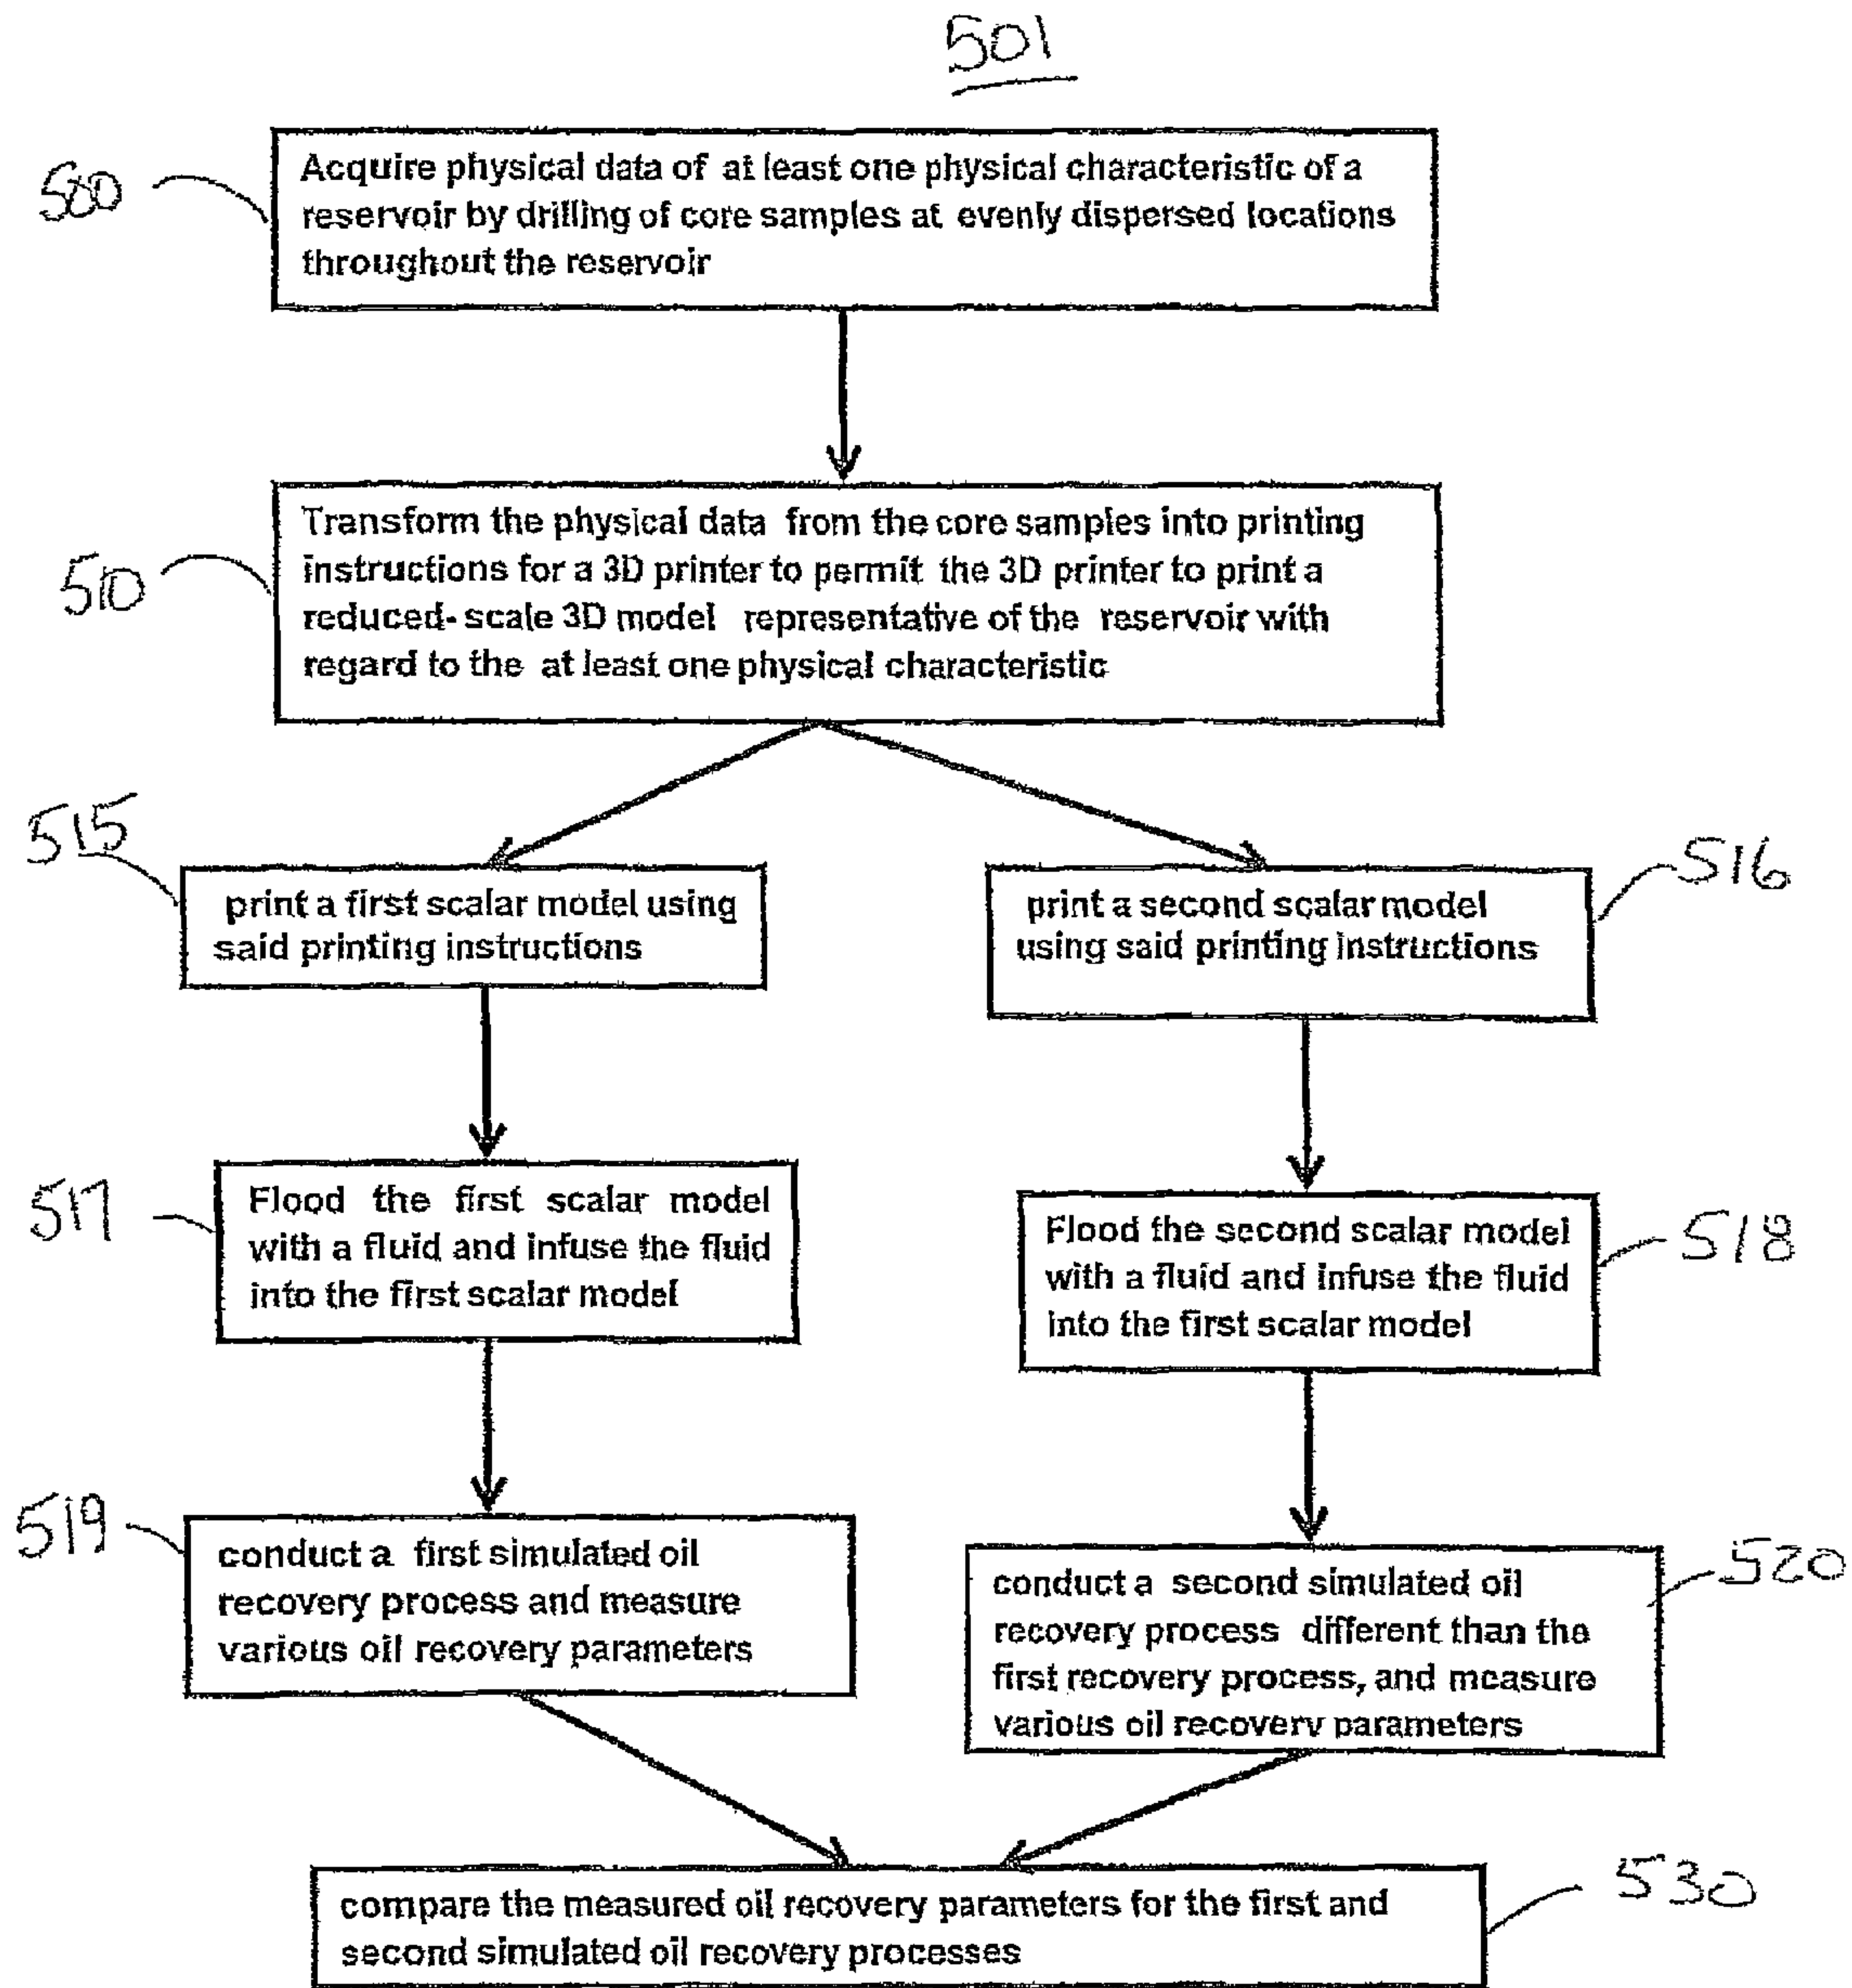 501
500
Acquire physical data of at least one physical characteristic of a
reservoir by drilling of core samples at evenly dispersed locations
throughout the reservoir
510
Transform the physical data from the core samples into printing
instructions for a 3D printer to permit the 3D printer to print a
reduced-scale 3D model representative of the reservoir with
regard to the at least one physical characteristic
515
print a first scalar model using
said printing instructions
516
print a second scalar model
using said printing instructions
517
Flood the first scalar model
with a fluid and infuse the fluid
into the first scalar model
518
Flood the second scalar model
with a fluid and infuse the fluid
into the first scalar model
519
conduct a first simulated oil
recovery process and measure
various oil recovery parameters
520
conduct a second simulated oil
recovery process different than the
first recovery process, and measure
various oil recovery parameters
530
compare the measured oil recovery parameters for the first and
second simulated oil recovery processes